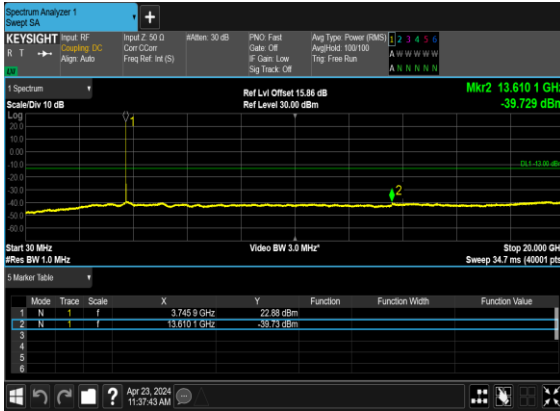 Spectrum Analyzer 1
Swept SA
+
KEYSIGHT Input: RF Input Z: 50 Ω #Atten: 30 dB PNO: Fast Avg Type: Power (RMS) 1 2 3 4 5 6
R T Coupling: DC Corr CCorr Gate: Off Avg|Hold: 100/100 A W W W W W
Align: Auto Freq Ref: Int (S) IF Gain: Low Trig: Free Run
LXI Sig Track: Off A N N N N N
1 Spectrum Ref Lvl Offset 15.86 dB Mkr2 13.610 1 GHz
Scale/Div 10 dB Ref Level 30.00 dBm -39.729 dBm
Log
20.0
10.0
0.00
-10.0
-20.0
-30.0
-40.0
-50.0
-60.0
1
DL1 -13.00 dBm
2
Start 30 MHz Video BW 3.0 MHz* Stop 20.000 GHz
#Res BW 1.0 MHz Sweep 34.7 ms (40001 pts)
5 Marker Table
Mode Trace Scale X Y Function Function Width Function Value
1 N 1 f 3.745 9 GHz 22.88 dBm
2 N 1 f 13.610 1 GHz -39.73 dBm
3
4
5
6
? Apr 23, 2024
11:37:43 AM